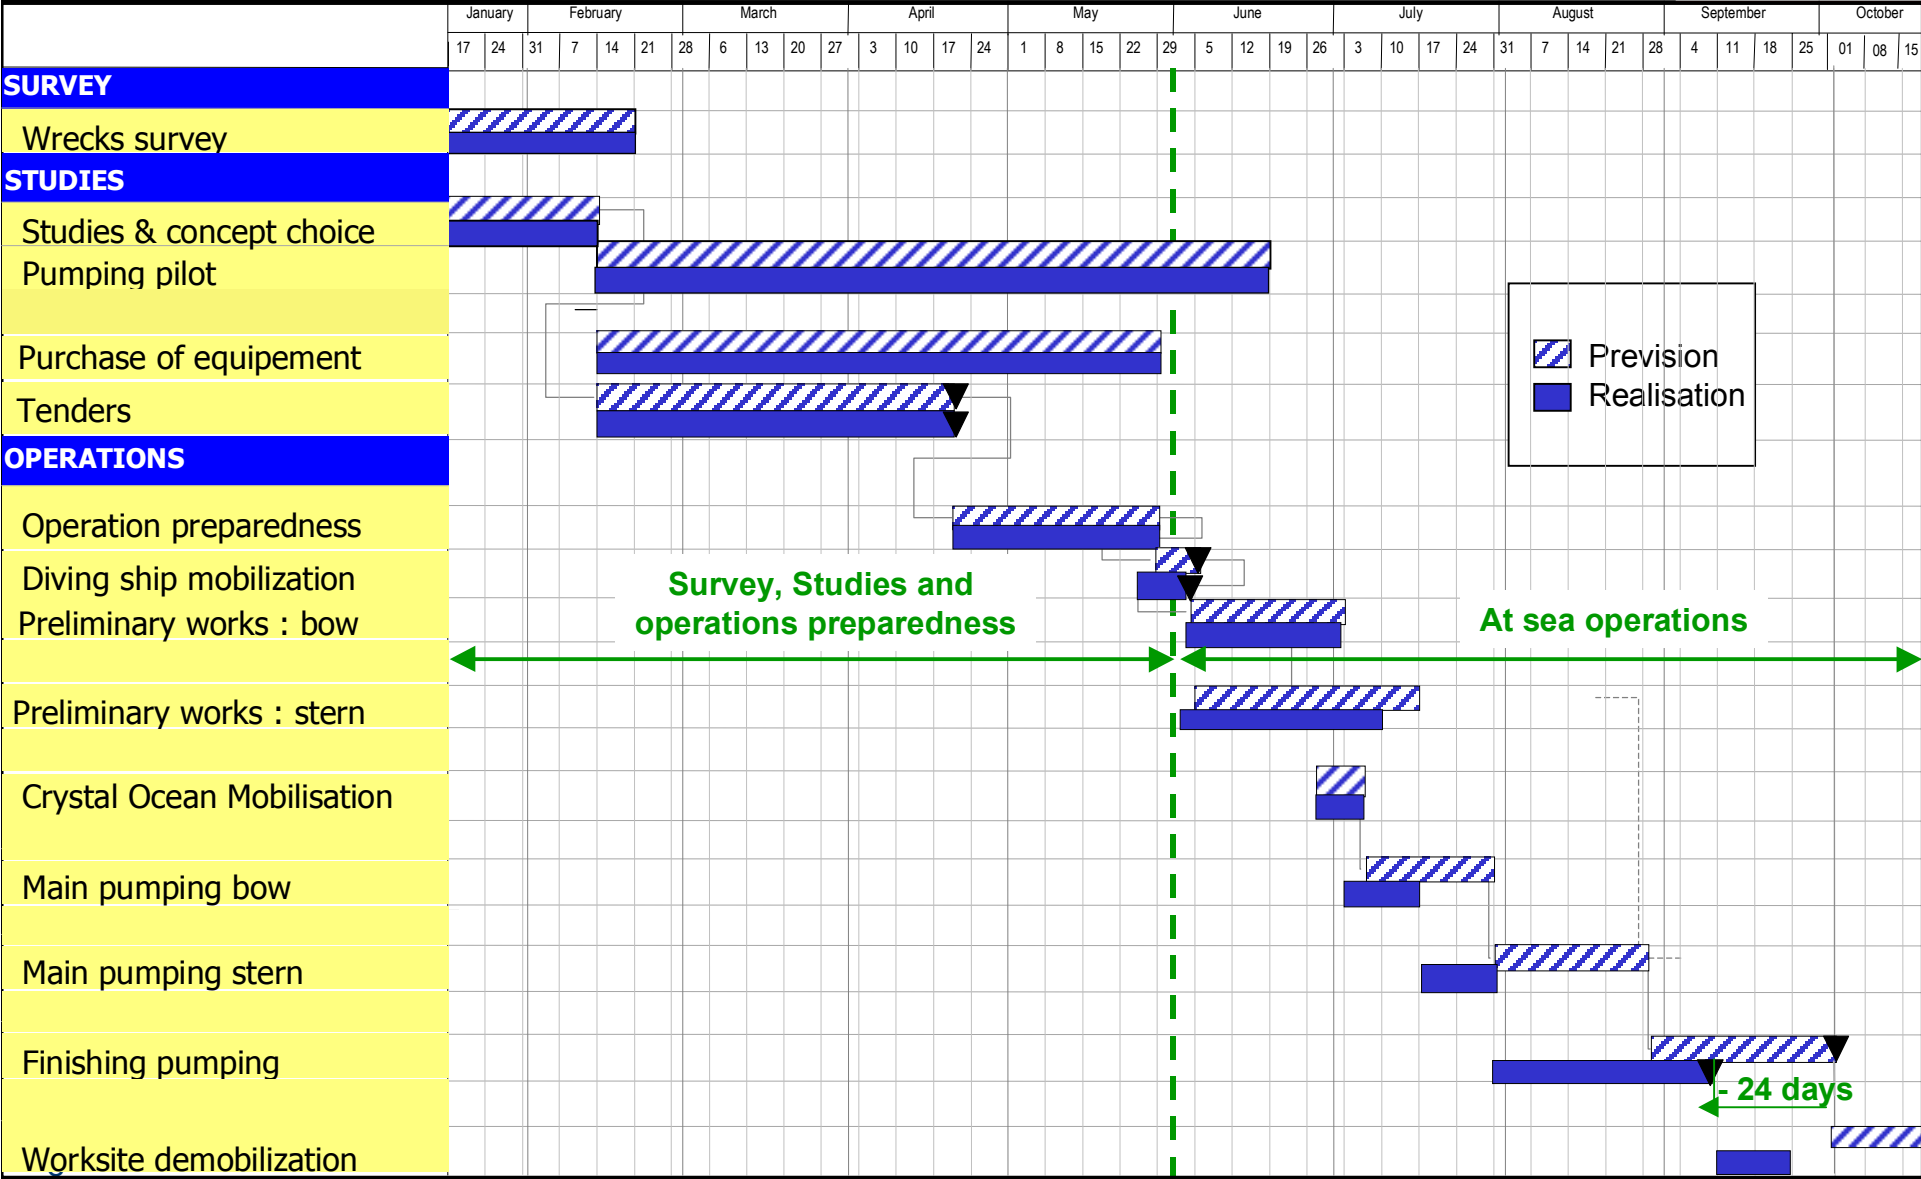 January February March April May June July August September October
17 24 31 7 14 21 28 6 13 20 27 3 10 17 24 1 8 15 22 29 5 12 19 26 3 10 17 24 31 7 14 21 28 4 11 18 25 01 08 15
SURVEY
Wrecks survey
STUDIES
Studies & concept choice
Pumping pilot
Purchase of equipement
Tenders
Prevision
Realisation
OPERATIONS
Operation preparedness
Diving ship mobilization
Preliminary works : bow
Survey, Studies and
operations preparedness
At sea operations
Preliminary works : stern
Crystal Ocean Mobilisation
Main pumping bow
Main pumping stern
Finishing pumping
- 24 days
Worksite demobilization